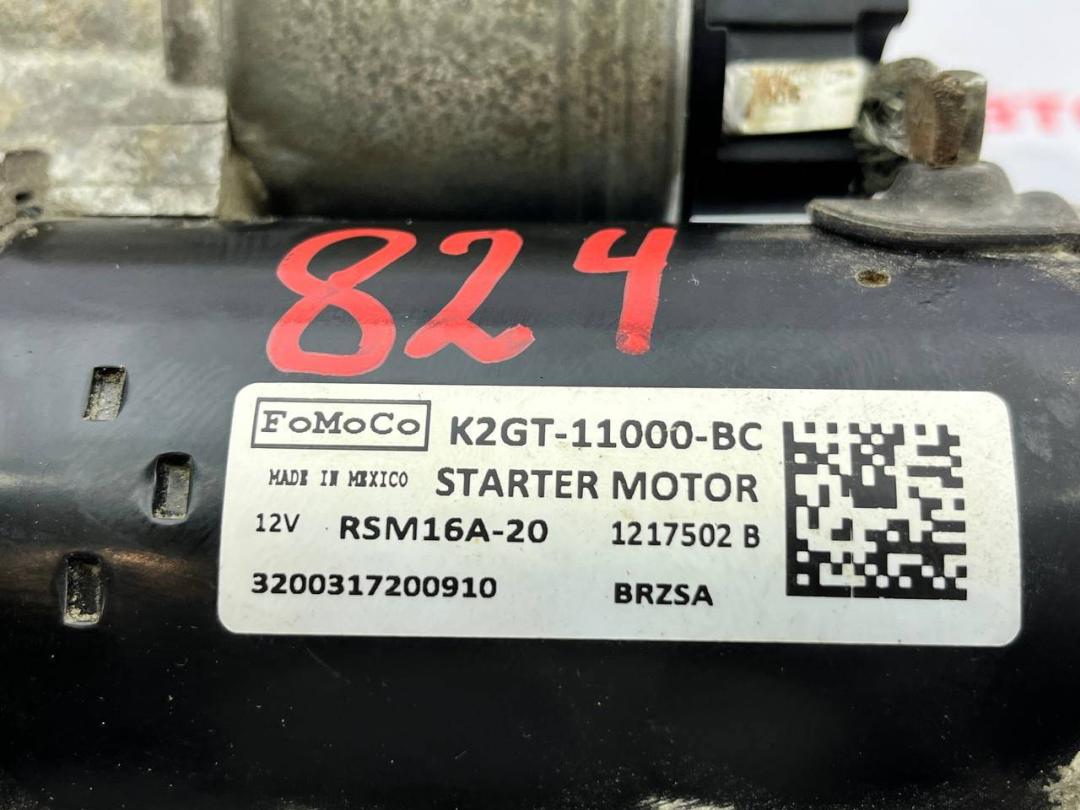 824
FoMoCo K2GT-11000-BC
MADE IN MEXICO STARTER MOTOR
12V RSM16A-20 1217502 B
3200317200910 BRZSA